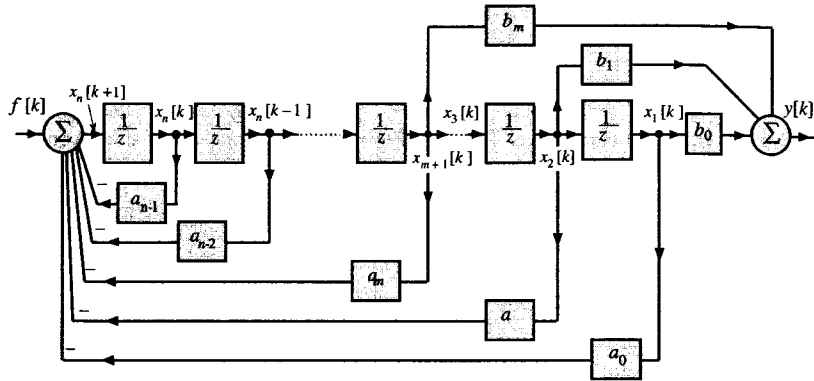 b_m
b_1
x_n[k+1]
f[k]
Σ
1/z
x_n[k]
1/z
x_n[k−1]
1/z
x_3[k]
1/z
1/z
x_1[k]
b_0
Σ
y[k]
x_{m+1}[k]
x_2[k]
−
a_{n-1}
−
a_{n-2}
−
a_m
−
a
−
a_0